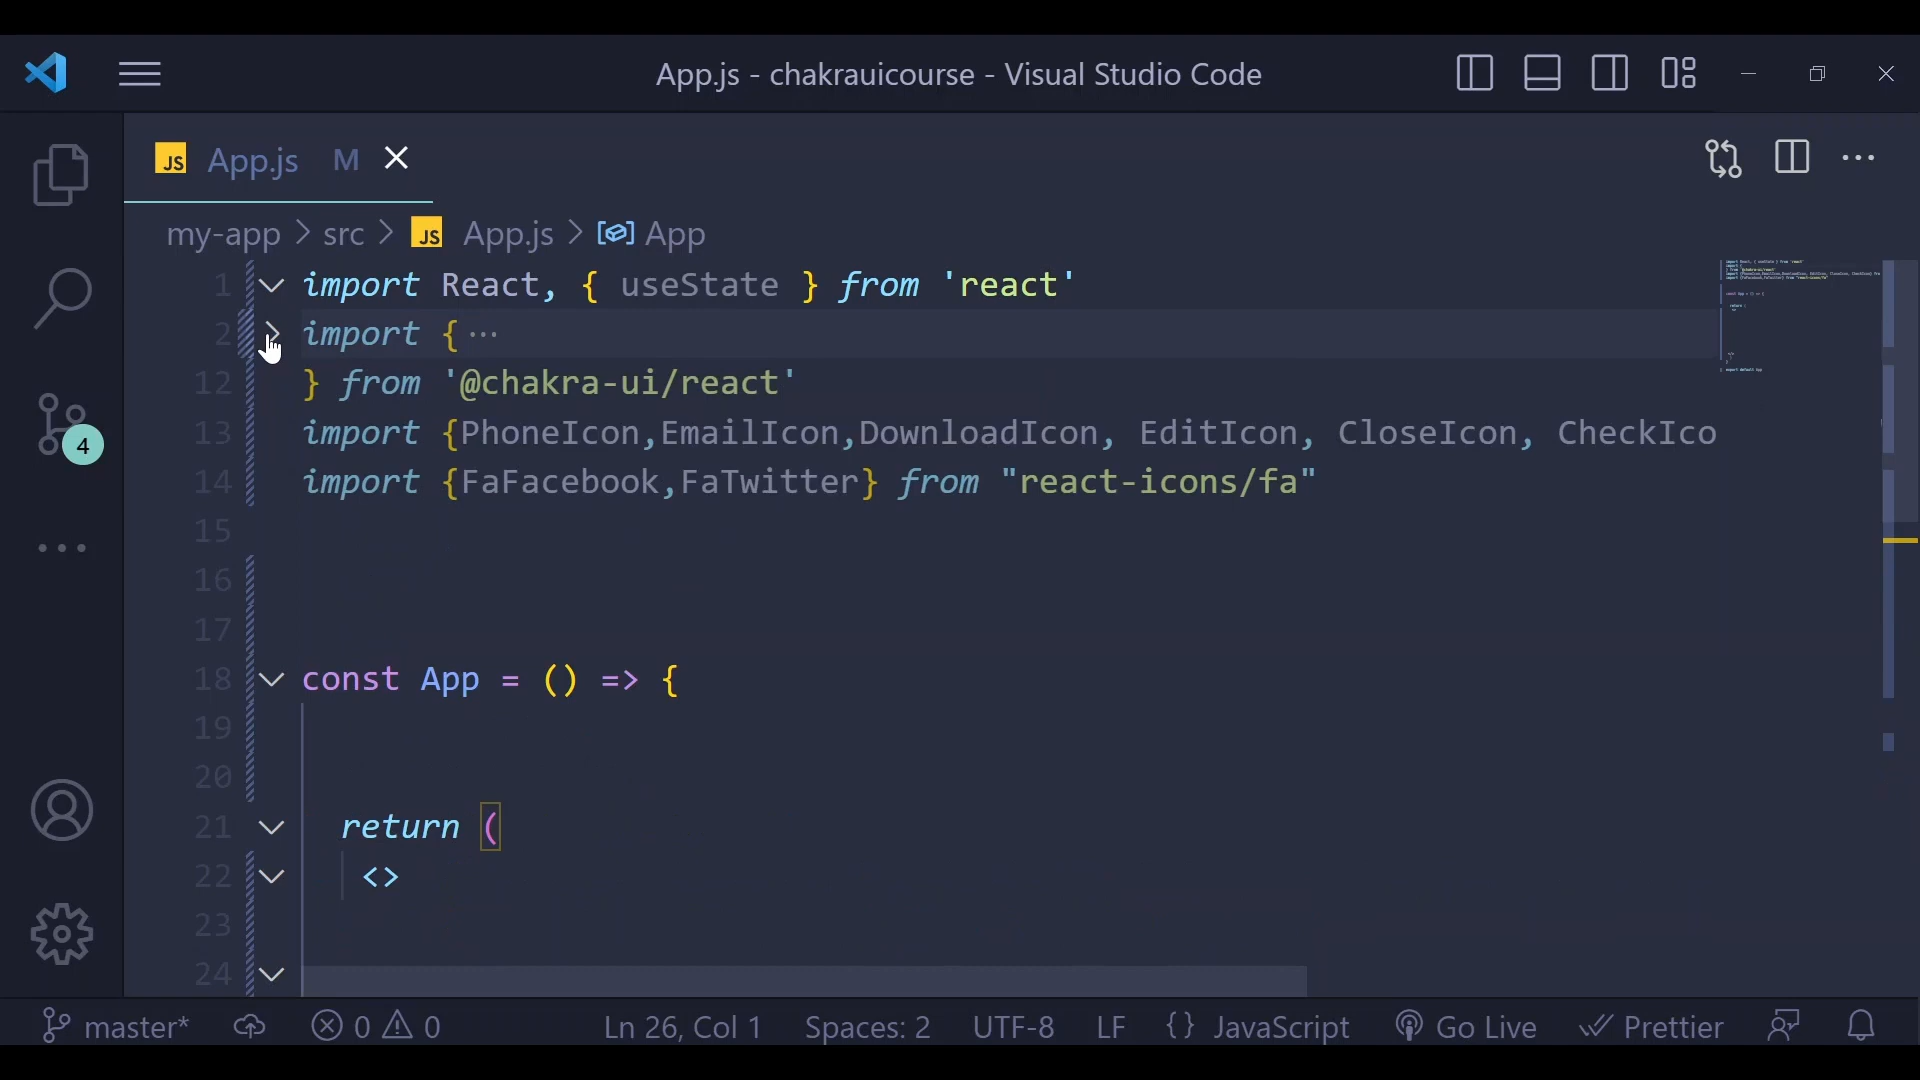 App.js - chakrauicourse - Visual Studio Code
JS App.js M
my-app > src > JS App.js > App
1 import React, { useState } from 'react'
2 import { ...
12 } from '@chakra-ui/react'
13 import {PhoneIcon,EmailIcon,DownloadIcon, EditIcon, CloseIcon, CheckIco
14 import {FaFacebook,FaTwitter} from "react-icons/fa"
15
16
17
18 const App = () => {
19
20
21 return (
22 <>
23
24
4
master* 0 0 Ln 26, Col 1 Spaces: 2 UTF-8 LF {} JavaScript Go Live Prettier